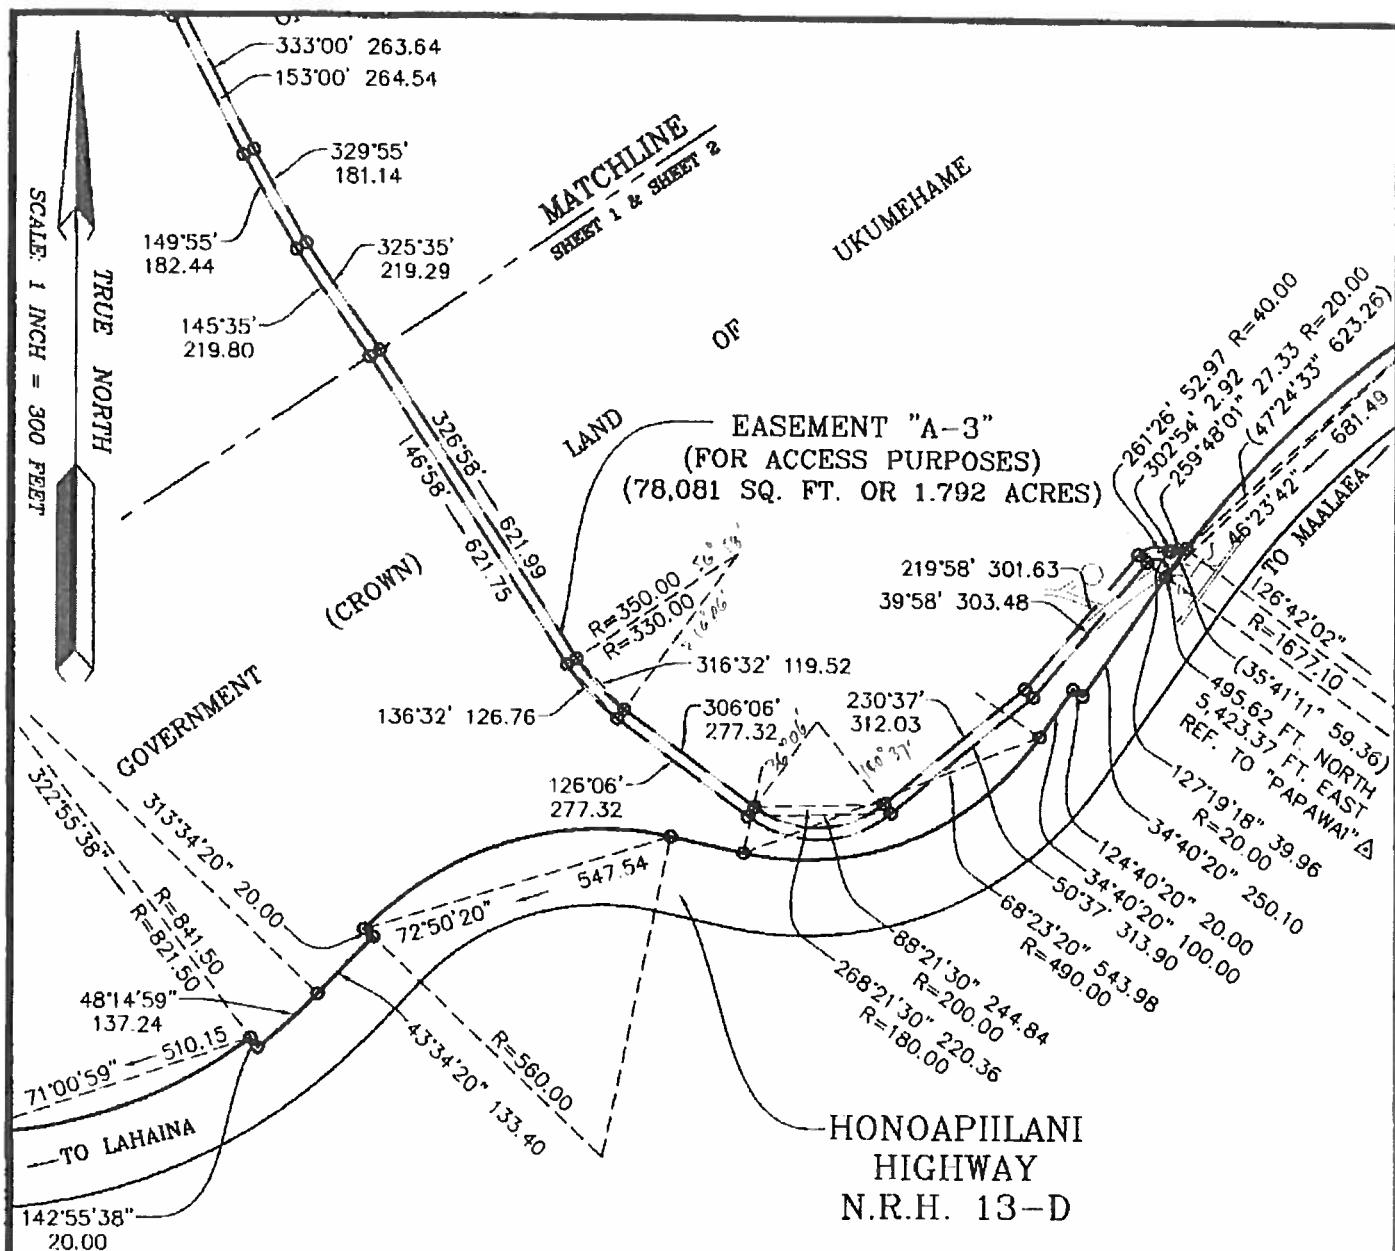 OF
333°00' 263.64
153°00' 264.54
329°55'
181.14
149°55'
182.44
325°35'
219.29
145°35'
219.80
MATCHLINE
SHEET 1 & SHEET 2
UKUMEHAME
OF
LAND
(CROWN)
GOVERNMENT
TRUE NORTH
SCALE: 1 INCH = 300 FEET
EASEMENT "A-3"
(FOR ACCESS PURPOSES)
(78,081 SQ. FT. OR 1.792 ACRES)
326°58' 621.99
146°58' 621.75
R=350.00
R=330.00
56° 58'
316°32' 119.52
136°32' 126.76
306°06'
277.32
126°06'
277.32
230°37'
312.03
140° 37'
219°58' 301.63
39°58' 303.48
261°26' 52.97 R=40.00
302°54' 2.92
259°48'01" 27.33 R=20.00
(47°24'33" 623.26)
46°23'42" 681.49
TO MAALAEA
126°42'02"
R=1677.10
(35°41'11" 59.36)
495.62 FT. NORTH
5,423.37 FT. EAST
REF. TO "PAPAWAI"
127°19'18" 39.96
R=20.00
34°40'20" 250.10
124°40'20" 20.00
34°40'20" 100.00
50°37' 313.90
68°23'20" 543.98
R=490.00
88°21'30" 244.84
R=200.00
268°21'30" 220.36
R=180.00
547.54
72°50'20"
313°34'20" 20.00
322°55'38"
R=841.50
R=821.50
48°14'59"
137.24
43°34'20" 133.40
R=560.00
510.15
71°00'59"
TO LAHAINA
142°55'38"
20.00
HONOAPIILANI
HIGHWAY
N.R.H. 13-D